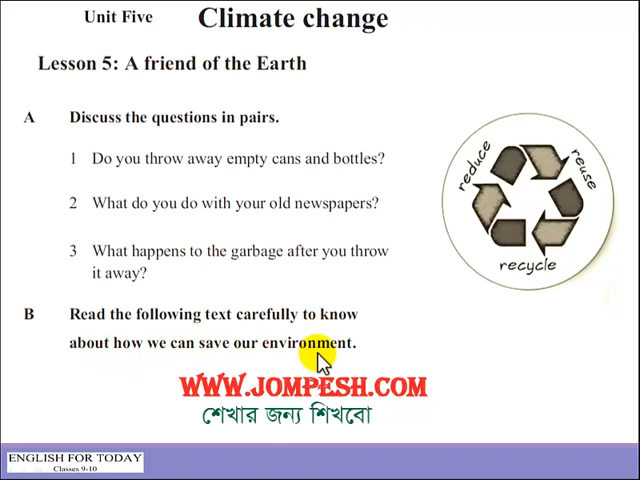 Unit Five
Climate change
Lesson 5: A friend of the Earth
A Discuss the questions in pairs.
1 Do you throw away empty cans and bottles?
2 What do you do with your old newspapers?
3 What happens to the garbage after you throw
it away?
reduce
reuse
recycle
B Read the following text carefully to know
about how we can save our environment.
WWW.JOMPESH.COM
শেখার জন্য শিখবো
ENGLISH FOR TODAY
Classes 9-10